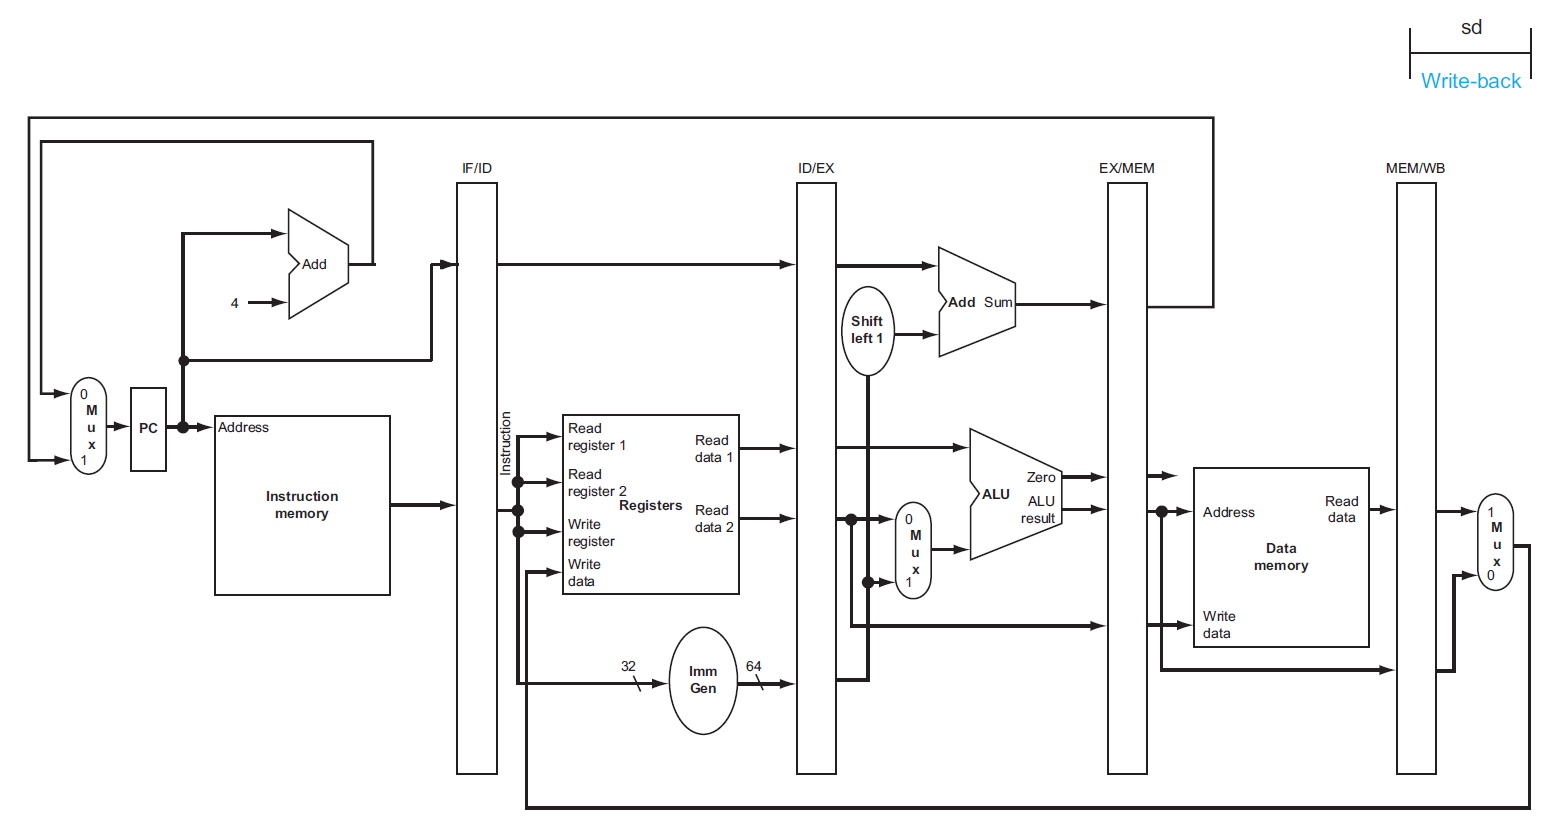 sd
Write-back
IF/ID
ID/EX
EX/MEM
MEM/WB
Add
4
Add Sum
Shift
left 1
0
M
u
x
1
PC
Address
Instruction
memory
Instruction
Read
register 1
Read
register 2
Write
register
Write
data
Registers
Read
data 1
Read
data 2
0
M
u
x
1
Zero
ALU
ALU
result
Address
Read
data
Data
memory
Write
data
1
M
u
x
0
32
Imm
Gen
64